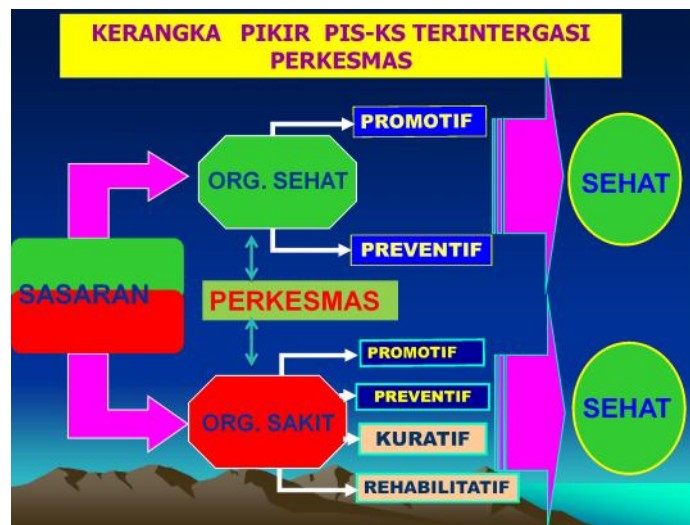 KERANGKA PIKIR PIS-KS TERINTERGASI
PERKESMAS
PROMOTIF
ORG. SEHAT
SEHAT
PREVENTIF
SASARAN
PERKESMAS
PROMOTIF
PREVENTIF
ORG. SAKIT
SEHAT
KURATIF
REHABILITATIF